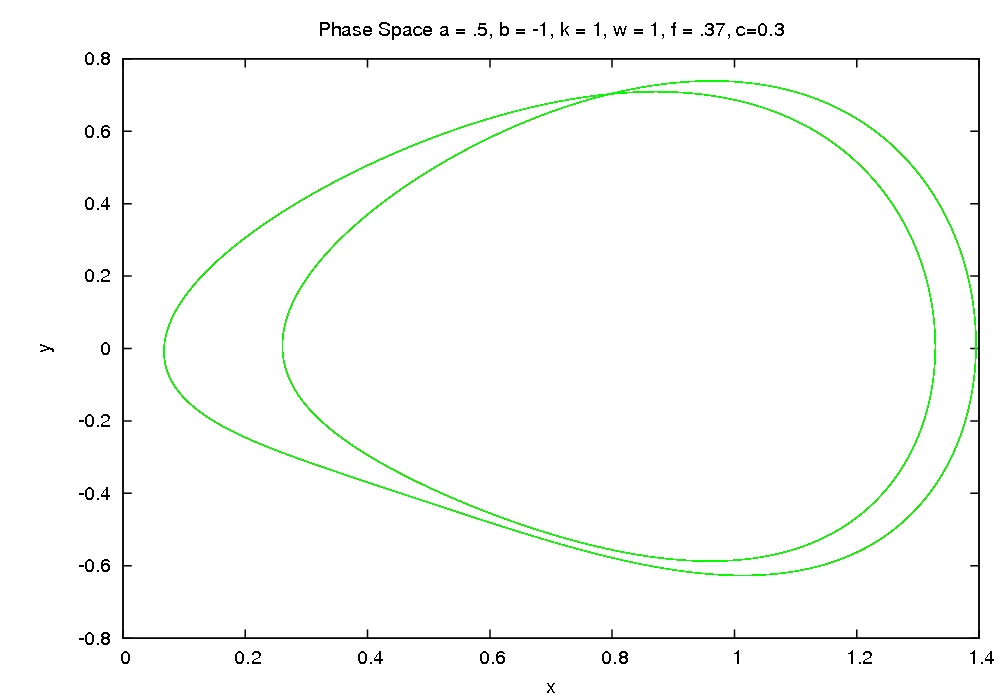 Phase Space a = .5, b = -1, k = 1, w = 1, f = .37, c=0.3
0.8
0.6
0.4
0.2
0
-0.2
-0.4
-0.6
-0.8
y
0 0.2 0.4 0.6 0.8 1 1.2 1.4
x